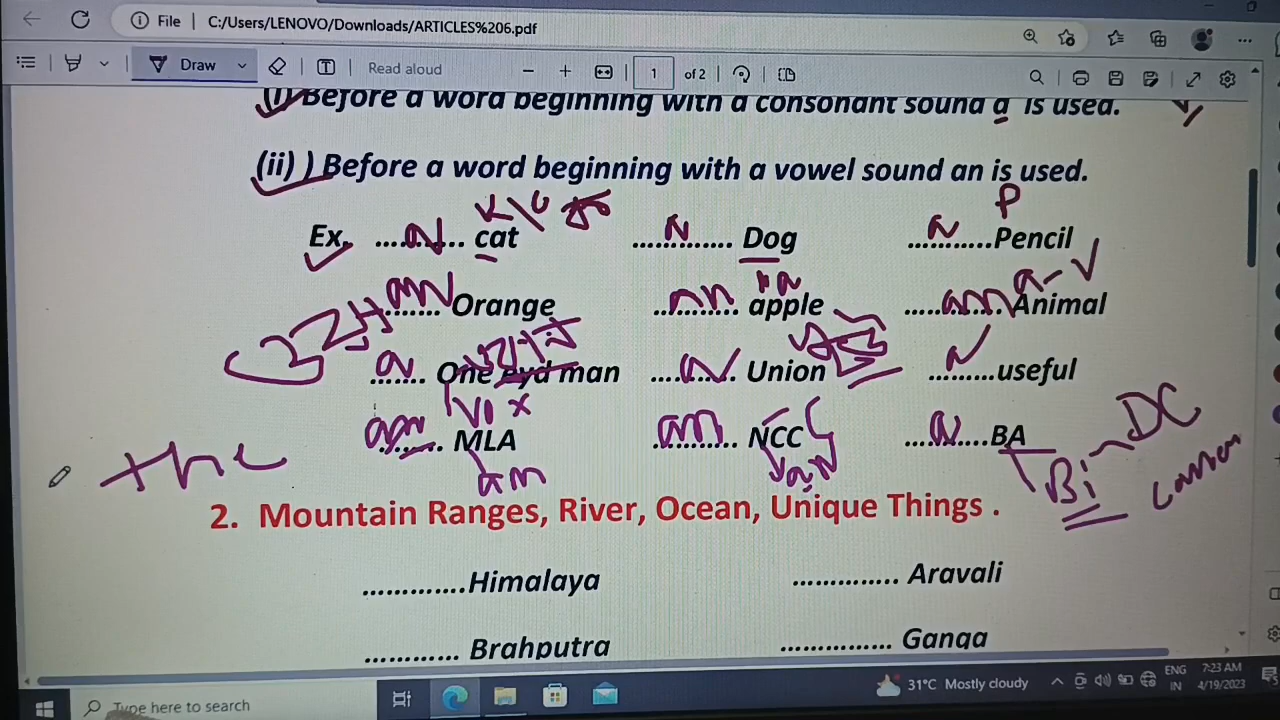 File C:/Users/LENOVO/Downloads/ARTICLES%206.pdf
Draw Read aloud 1 of 2
(i) Before a word beginning with a consonant sound a is used.
(ii) ) Before a word beginning with a vowel sound an is used.
P
Ex. ...a... cat ...a... Dog ...a...Pencil
a - V
...an...Orange ...an... apple ...an...Animal
...a... One eyd man ...a... Union ...a...useful
...an... MLA ...an... NCC ...a...BA
the an Bi DC
2. Mountain Ranges, River, Ocean, Unique Things .
.............Himalaya .............. Aravali
............ Brahputra ............... Ganga
Type here to search 31°C Mostly cloudy ENG IN 7:23 AM 4/19/2023